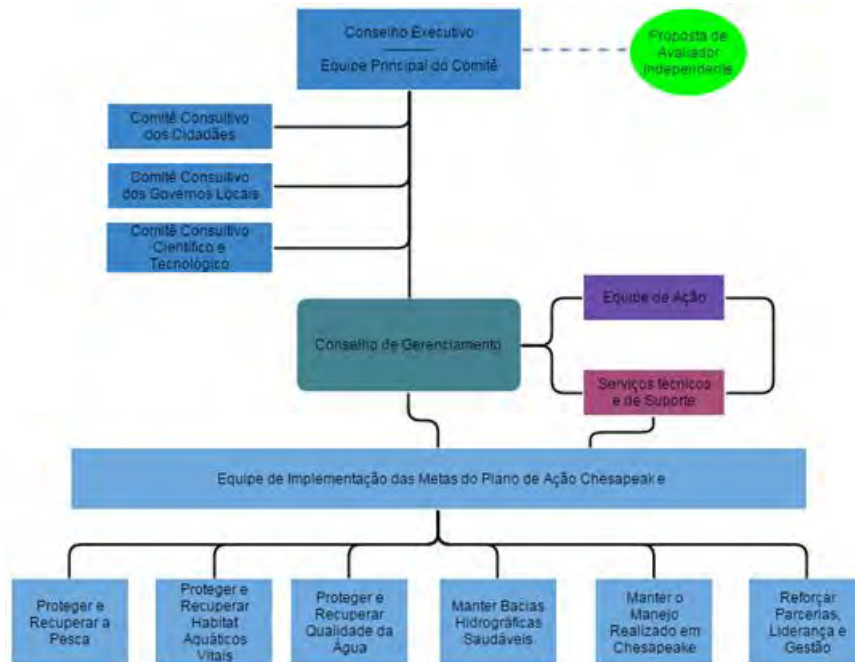 Conselho Executivo
Equipe Principal do Comitê
Proposta de
Avaliador
Independente
Comitê Consultivo
dos Cidadães
Comitê Consultivo
dos Governos Locais
Comitê Consultivo
Científico e
Tecnológico
Equipe de Ação
Conselho de Gerenciamento
Serviços técnicos
e de Suporte
Equipe de Implementação das Metas do Plano de Ação Chesapeake
Proteger e
Recuperar a
Pesca
Proteger e
Recuperar
Habitat
Aquáticos
Vitais
Proteger e
Recuperar
Qualidade da
Água
Manter Bacias
Hidrográficas
Saudáveis
Manter o
Manejo
Realizado em
Chesapeake
Reforçar
Parcerias,
Liderança e
Gestão